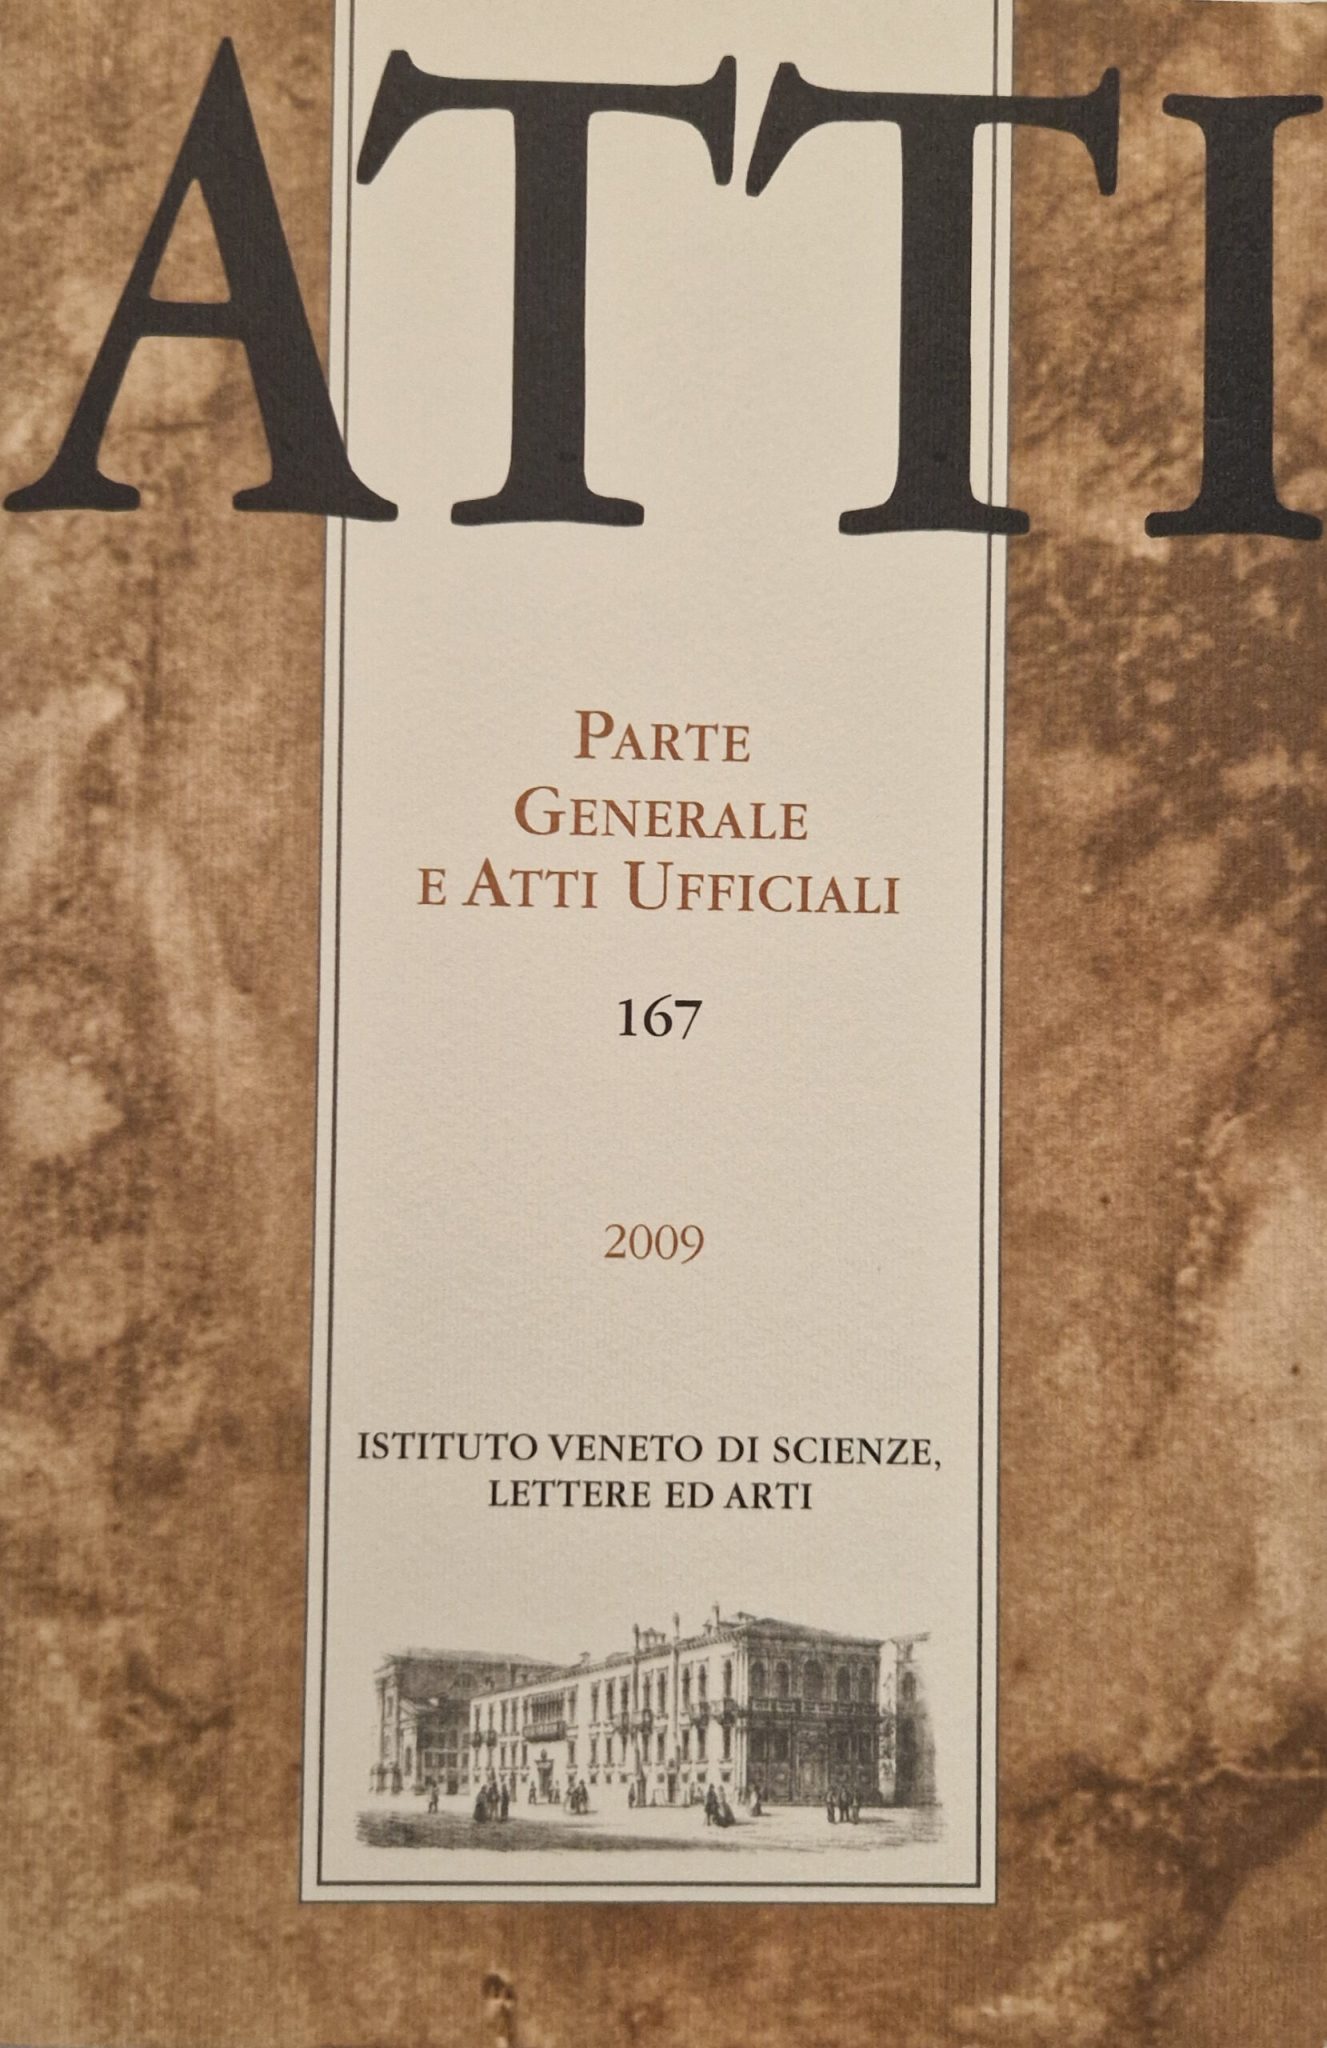 ATTI
PARTE
GENERALE
E ATTI UFFICIALI
167
2009
ISTITUTO VENETO DI SCIENZE,
LETTERE ED ARTI